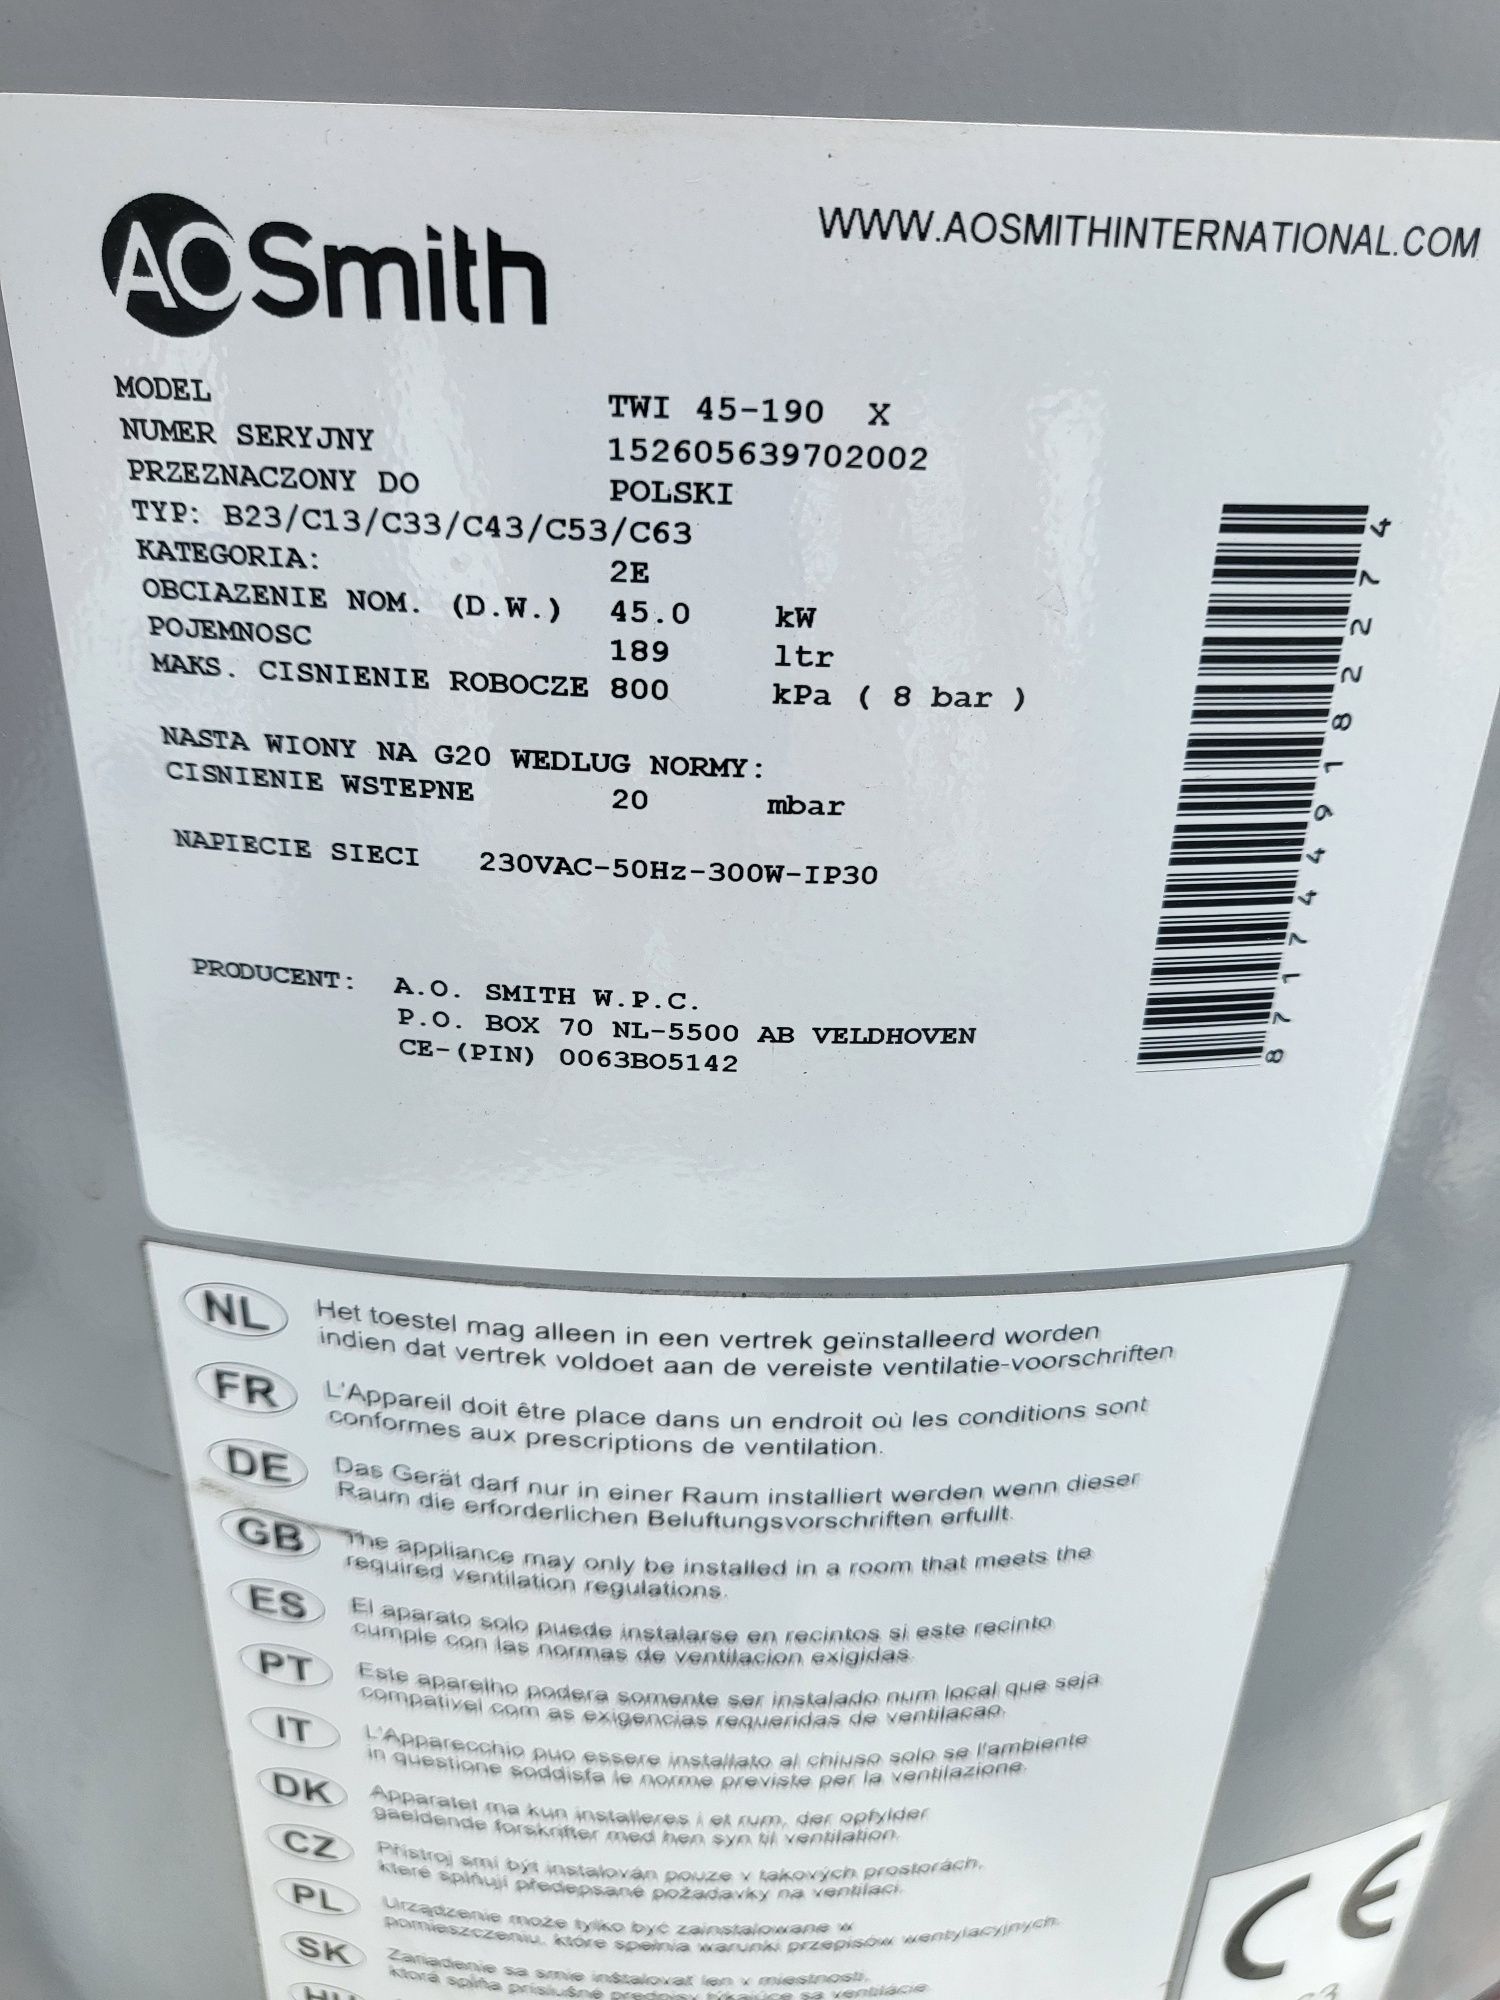 AO Smith
WWW.AOSMITHINTERNATIONAL.COM
MODEL TWI 45-190 X
NUMER SERYJNY 152605639702002
PRZEZNACZONY DO POLSKI
TYP: B23/C13/C33/C43/C53/C63
KATEGORIA: 2E
OBCIAZENIE NOM. (D.W.) 45.0 kW
POJEMNOSC 189 ltr
MAKS. CISNIENIE ROBOCZE 800 kPa ( 8 bar )
NASTA WIONY NA G20 WEDLUG NORMY:
CISNIENIE WSTEPNE 20 mbar
NAPIECIE SIECI 230VAC-50Hz-300W-IP30
PRODUCENT: A.O. SMITH W.P.C.
P.O. BOX 70 NL-5500 AB VELDHOVEN
CE-(PIN) 0063BO5142
8717449182274
NL Het toestel mag alleen in een vertrek geïnstalleerd worden
indien dat vertrek voldoet aan de vereiste ventilatie-voorschriften
FR L'Appareil doit être place dans un endroit où les conditions sont
conformes aux prescriptions de ventilation.
DE Das Gerät darf nur in einer Raum installiert werden wenn dieser
Raum die erforderlichen Beluftungsvorschriften erfullt.
GB The appliance may only be installed in a room that meets the
required ventilation regulations.
ES El aparato solo puede instalarse en recintos si este recinto
cumple con las normas de ventilacion exigidas.
PT Este aparelho podera somente ser instalado num local que seja
compativel com as exigencias requeridas de ventilacao.
IT L'Apparecchio puo essere installato al chiuso solo se l'ambiente
in questione soddisfa le norme previste per la ventilazione.
DK Apparatet ma kun installeres i et rum, der opfylder
gaeldende forskrifter med hen syn til ventilation.
CZ Přístroj smí být instalován pouze v takových prostorách,
které splňují předepsané požadavky na ventilaci.
PL Urządzenie może tylko być zainstalowane w
pomieszczeniu, które spełnia warunki przepisów wentylacyjnych.
SK Zariadenie sa smie inštalovat len v miestnosti,
ktorá splňa príslušné predpisy týkajúce sa ventilácie
HU
CE